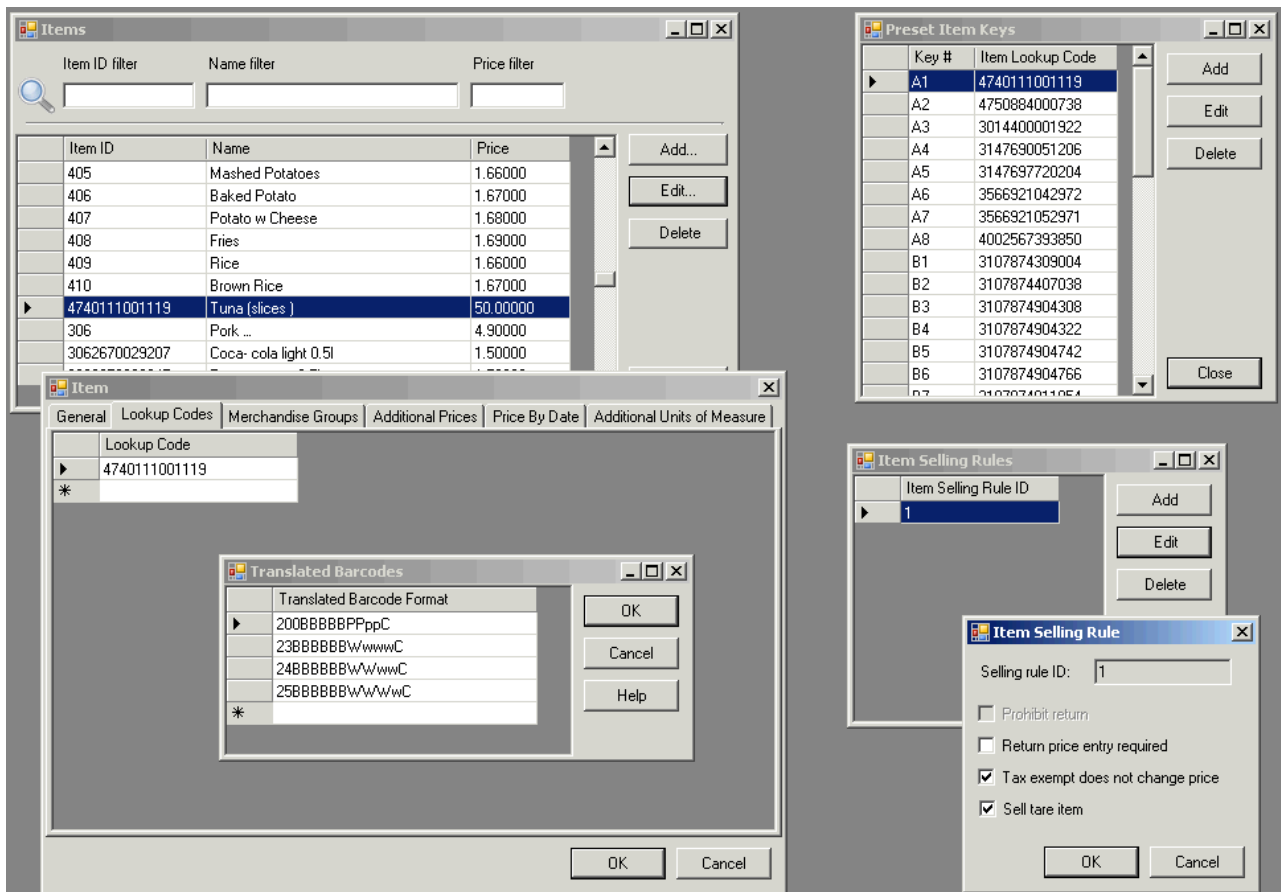 Items
Item ID filter Name filter Price filter
Item ID Name Price
405 Mashed Potatoes 1.66000
406 Baked Potato 1.67000
407 Potato w Cheese 1.68000
408 Fries 1.69000
409 Rice 1.66000
410 Brown Rice 1.67000
4740111001119 Tuna (slices ) 50.00000
306 Pork ... 4.90000
3062670029207 Coca- cola light 0.5l 1.50000
Add...
Edit...
Delete
Preset Item Keys
Key # Item Lookup Code
A1 4740111001119
A2 4750884000738
A3 3014400001922
A4 3147690051206
A5 3147697720204
A6 3566921042972
A7 3566921052971
A8 4002567393850
B1 3107874309004
B2 3107874407038
B3 3107874904308
B4 3107874904322
B5 3107874904742
B6 3107874904766
Add
Edit
Delete
Close
Item
General Lookup Codes Merchandise Groups Additional Prices Price By Date Additional Units of Measure
Lookup Code
4740111001119
Translated Barcodes
Translated Barcode Format
200BBBBBPPppC
23BBBBBBWwwwC
24BBBBBBWWwwC
25BBBBBBWWWwC
OK
Cancel
Help
OK Cancel
Item Selling Rules
Item Selling Rule ID
1
Add
Edit
Delete
Item Selling Rule
Selling rule ID: 1
Prohibit return
Return price entry required
Tax exempt does not change price
Sell tare item
OK Cancel